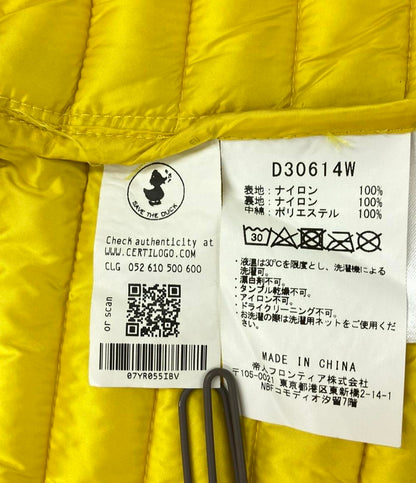 SAVE THE DUCK
Check authenticity at
WWW.CERTILOGO.COM
CLG 052 610 500 600
or scan
07YR055IBV
D30614W
表地:ナイロン 100%
裏地:ナイロン 100%
中綿:ポリエステル 100%
30
・液温は30℃を限度とし、洗濯機による
洗濯可。
・漂白剤不可。
・タンブル乾燥不可。
・アイロン不可。
・ドライクリーニング不可。
お洗濯の際は洗濯用ネットをご使用くだ
さい。
MADE IN CHINA
帝人フロンティア株式会社
〒105-0021 東京都港区東新橋2-14-1
NBFコモディオ汐留7階